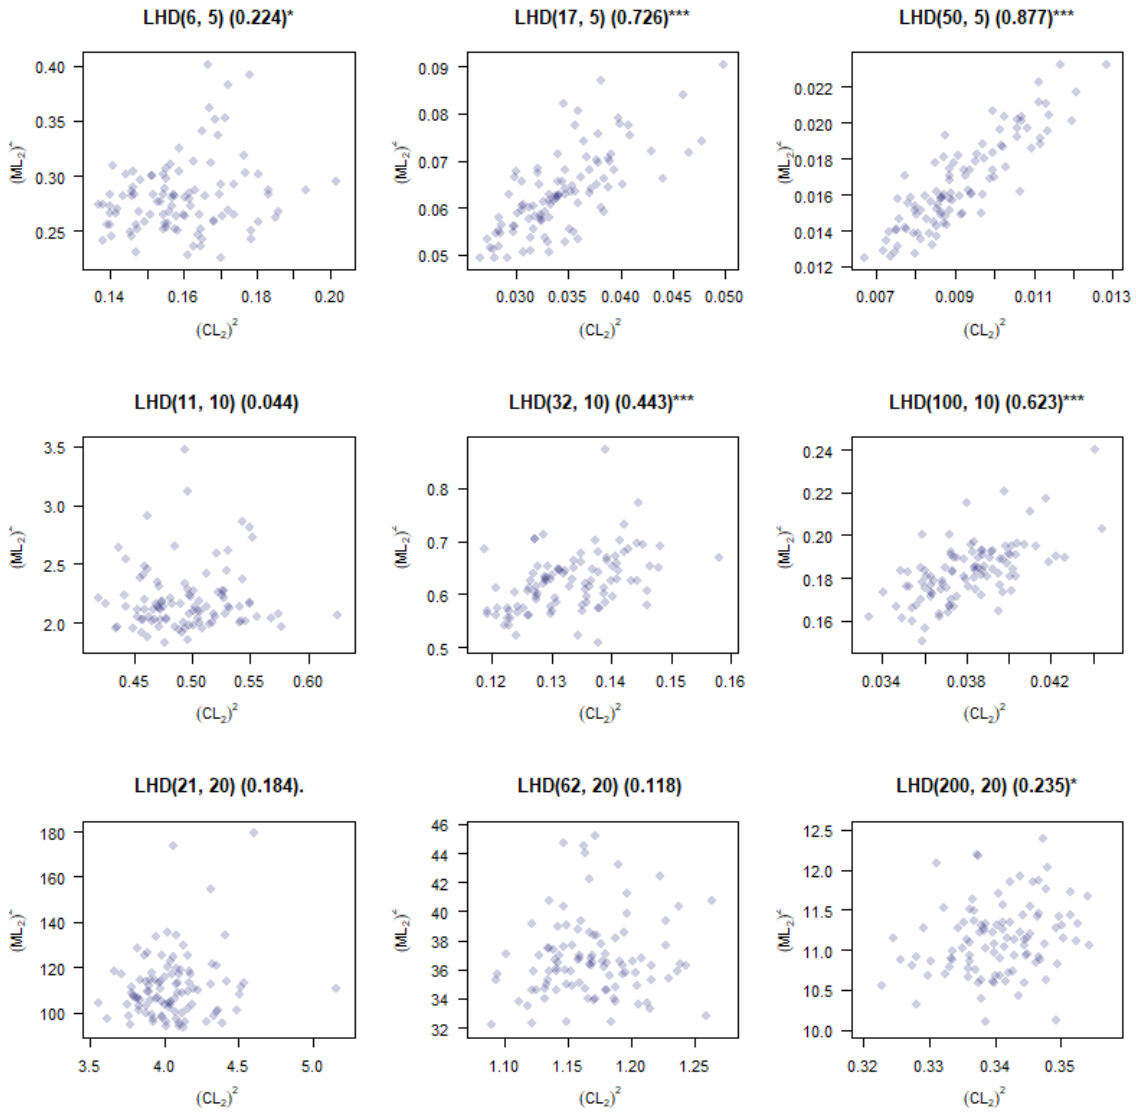 LHD(6, 5) (0.224)*
LHD(17, 5) (0.726)***
LHD(50, 5) (0.877)***
0.40
0.35
0.30
0.25
(ML₂)²
0.14 0.16 0.18 0.20
(CL₂)²
0.09
0.08
0.07
0.06
0.05
(ML₂)²
0.030 0.035 0.040 0.045 0.050
(CL₂)²
0.022
0.020
0.018
0.016
0.014
0.012
(ML₂)²
0.007 0.009 0.011 0.013
(CL₂)²
LHD(11, 10) (0.044)
LHD(32, 10) (0.443)***
LHD(100, 10) (0.623)***
3.5
3.0
2.5
2.0
(ML₂)²
0.45 0.50 0.55 0.60
(CL₂)²
0.8
0.7
0.6
0.5
(ML₂)²
0.12 0.13 0.14 0.15 0.16
(CL₂)²
0.24
0.22
0.20
0.18
0.16
(ML₂)²
0.034 0.038 0.042
(CL₂)²
LHD(21, 20) (0.184).
LHD(62, 20) (0.118)
LHD(200, 20) (0.235)*
180
160
140
120
100
(ML₂)²
3.5 4.0 4.5 5.0
(CL₂)²
46
44
42
40
38
36
34
32
(ML₂)²
1.10 1.15 1.20 1.25
(CL₂)²
12.5
12.0
11.5
11.0
10.5
10.0
(ML₂)²
0.32 0.33 0.34 0.35
(CL₂)²